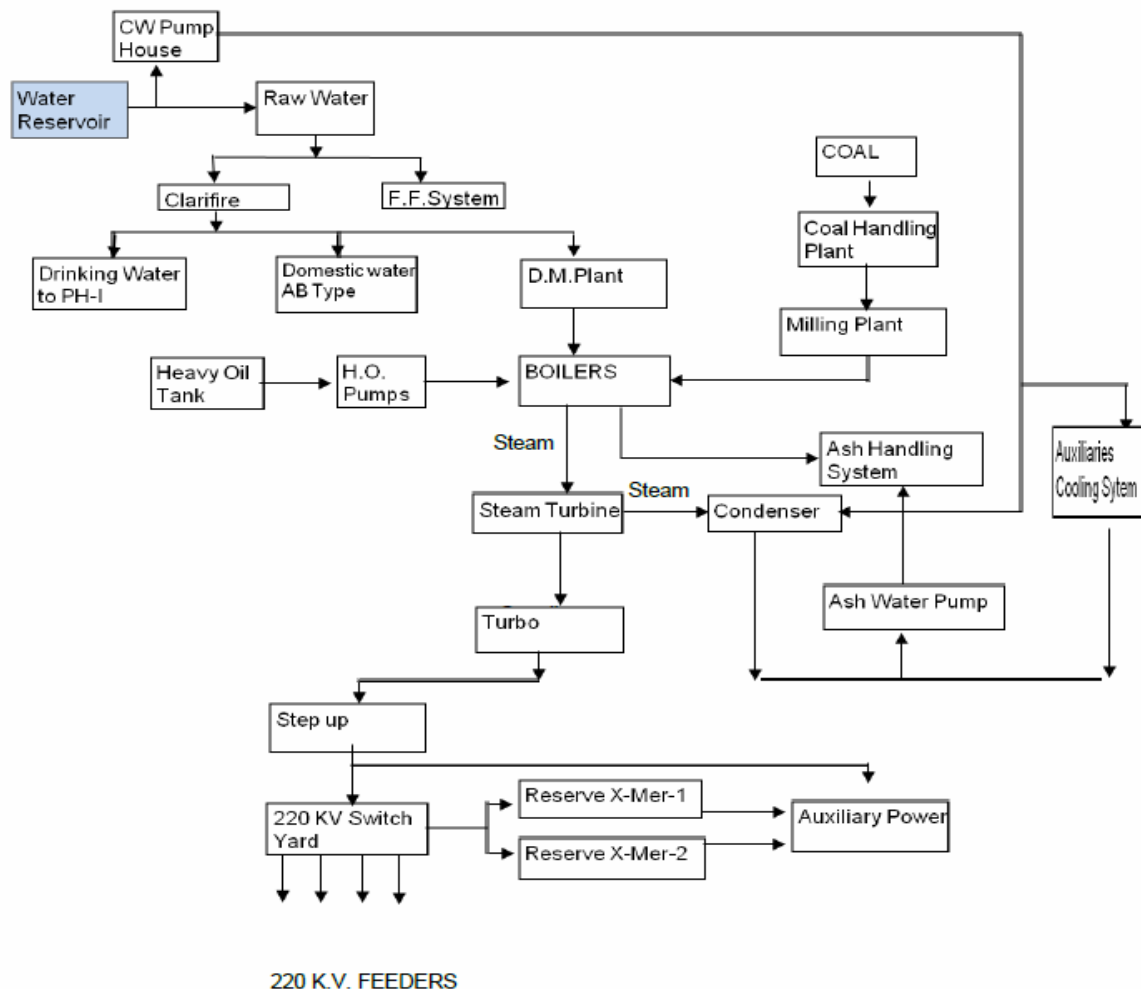 CW Pump
House
Water
Reservoir
Raw Water
COAL
Clarifire
F.F.System
Coal Handling
Plant
Drinking Water
to PH-I
Domestic water
AB Type
D.M.Plant
Milling Plant
Heavy Oil
Tank
H.O.
Pumps
BOILERS
Steam
Ash Handling
System
Auxiliaries
Cooling Sytem
Steam
Steam Turbine
Condenser
Ash Water Pump
Turbo
Step up
220 KV Switch
Yard
Reserve X-Mer-1
Reserve X-Mer-2
Auxiliary Power
220 K.V. FEEDERS